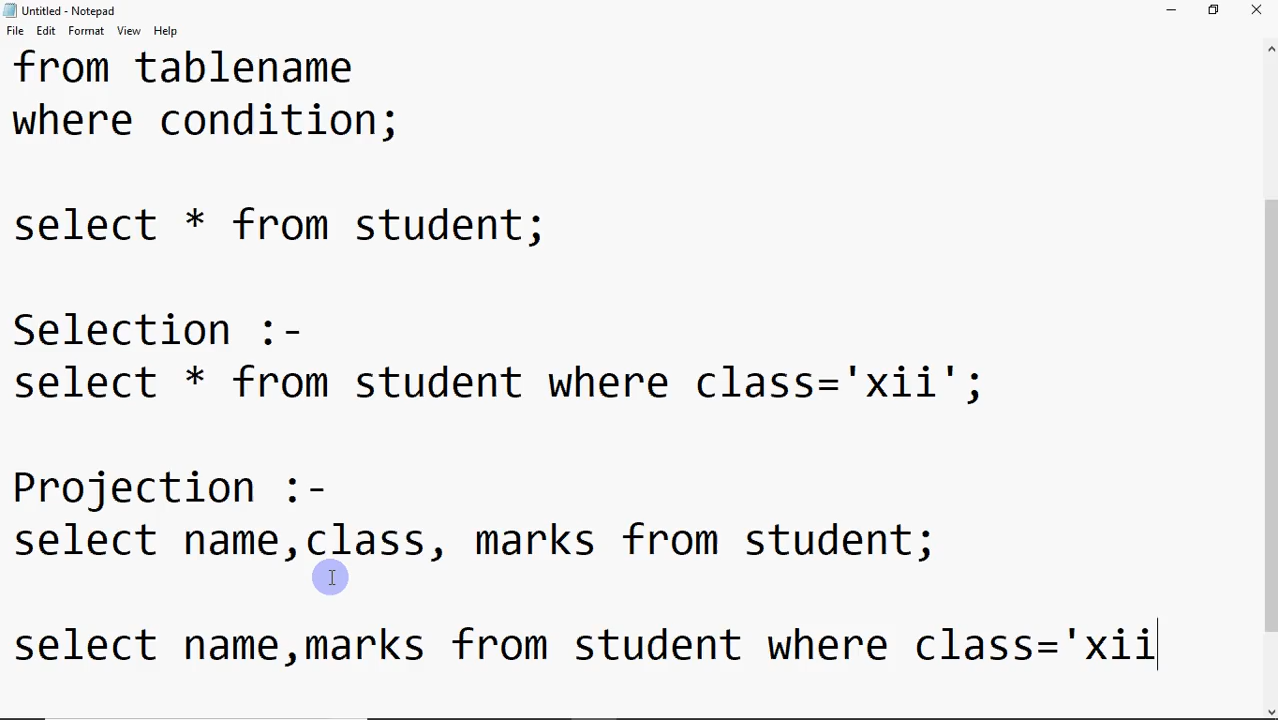 Untitled - Notepad
File Edit Format View Help
from tablename
where condition;
select * from student;
Selection :-
select * from student where class='xii';
Projection :-
select name,class, marks from student;
select name,marks from student where class='xii